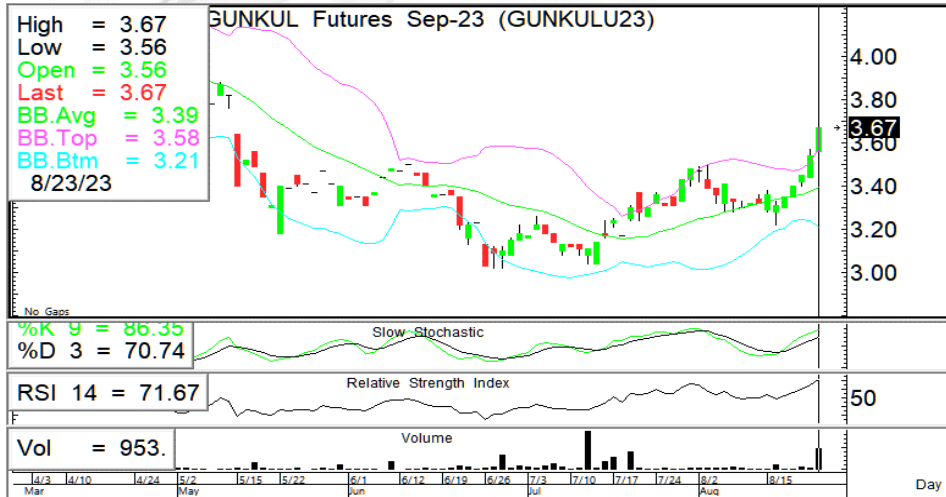 GUNKUL Futures Sep-23 (GUNKULU23)
High = 3.67
Low = 3.56
Open = 3.56
Last = 3.67
BB.Avg = 3.39
BB.Top = 3.58
BB.Btm = 3.21
8/23/23
4.00
3.80
3.67
3.60
3.40
3.20
3.00
No Gaps
%K 9 = 86.35
%D 3 = 70.74
Slow Stochastic
RSI 14 = 71.67
Relative Strength Index
50
Vol = 953.
Volume
4/3 4/10 4/24 5/2 5/15 5/22 6/1 6/12 6/19 6/26 7/3 7/10 7/17 7/24 8/2 8/15
Mar May Jun Jul Aug
Day